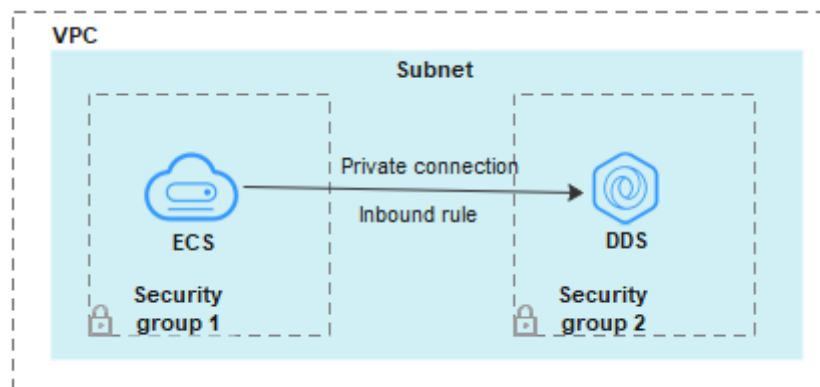 VPC
Subnet
Private connection
Inbound rule
ECS
DDS
Security
group 1
Security
group 2